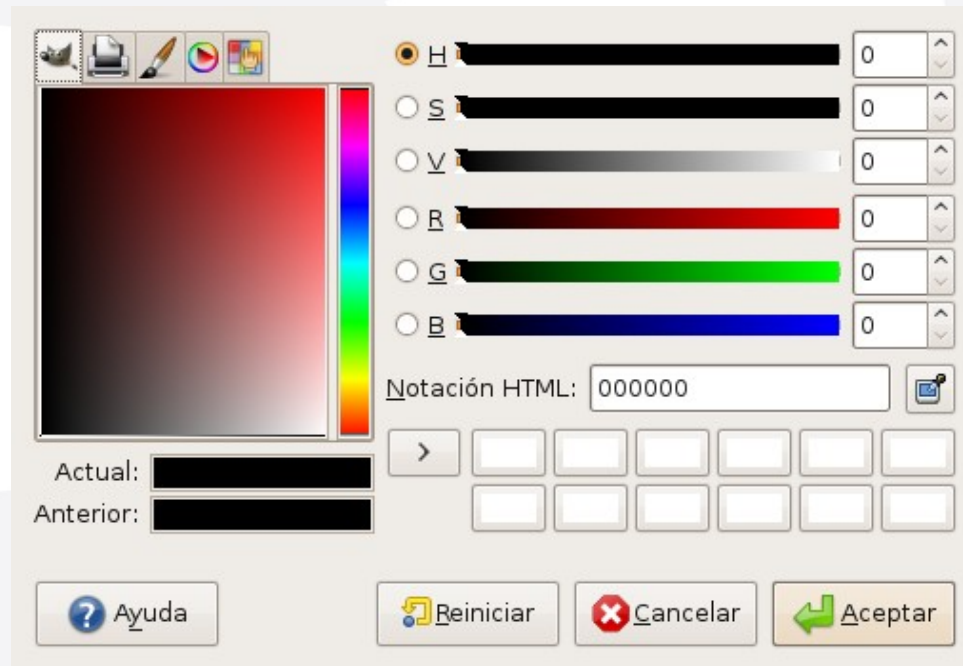 H 0
S 0
V 0
R 0
G 0
B 0
Notación HTML: 000000
>
Actual:
Anterior:
Ayuda
Reiniciar
Cancelar
Aceptar